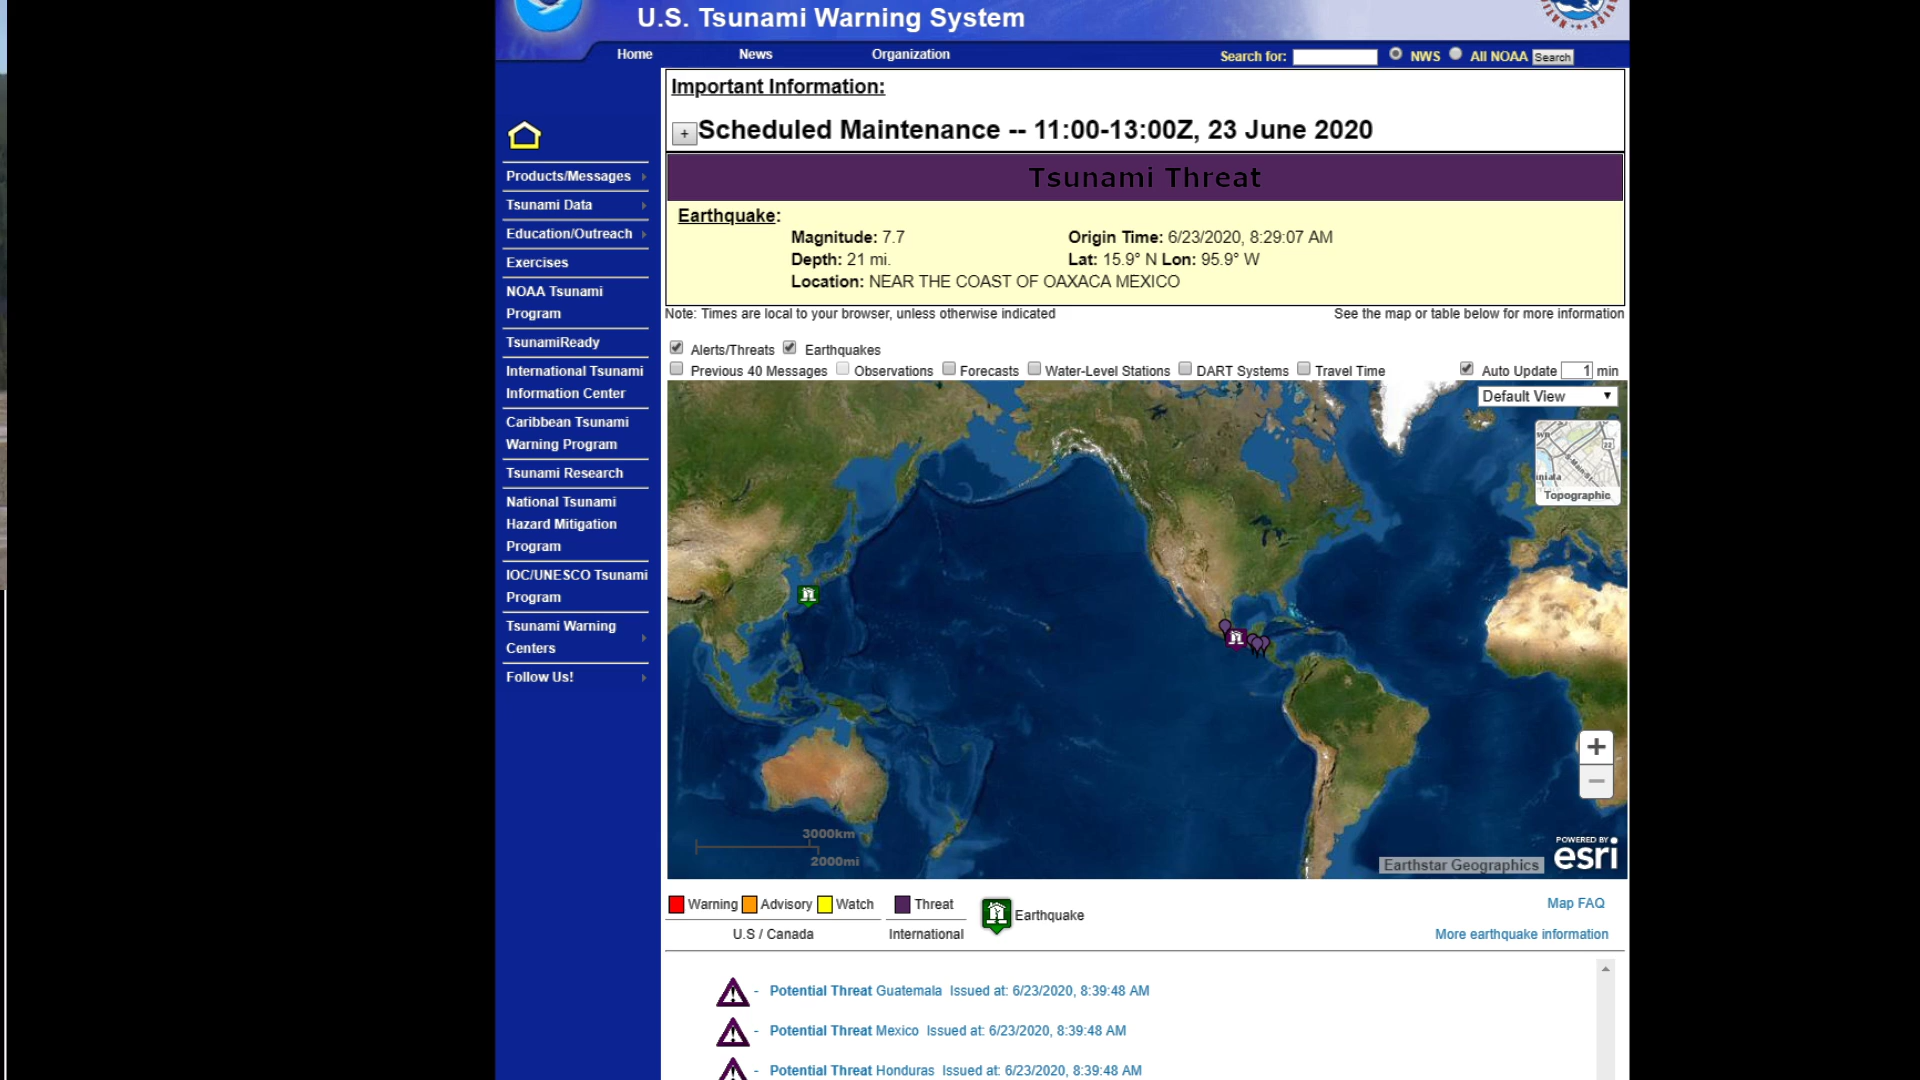 U.S. Tsunami Warning System
Home News Organization Search for: NWS All NOAA Search
Important Information:
+ Scheduled Maintenance -- 11:00-13:00Z, 23 June 2020
Tsunami Threat
Earthquake:
Magnitude: 7.7 Origin Time: 6/23/2020, 8:29:07 AM
Depth: 21 mi. Lat: 15.9° N Lon: 95.9° W
Location: NEAR THE COAST OF OAXACA MEXICO
Note: Times are local to your browser, unless otherwise indicated See the map or table below for more information
Products/Messages
Tsunami Data
Education/Outreach
Exercises
NOAA Tsunami
Program
TsunamiReady
International Tsunami
Information Center
Caribbean Tsunami
Warning Program
Tsunami Research
National Tsunami
Hazard Mitigation
Program
IOC/UNESCO Tsunami
Program
Tsunami Warning
Centers
Follow Us!
Alerts/Threats Earthquakes
Previous 40 Messages Observations Forecasts Water-Level Stations DART Systems Travel Time Auto Update 1 min
Default View
Topographic
+
−
3000km
2000mi
POWERED BY
esri
Earthstar Geographics
Warning Advisory Watch Threat Earthquake Map FAQ
U.S / Canada International More earthquake information
- Potential Threat Guatemala Issued at: 6/23/2020, 8:39:48 AM
- Potential Threat Mexico Issued at: 6/23/2020, 8:39:48 AM
- Potential Threat Honduras Issued at: 6/23/2020, 8:39:48 AM